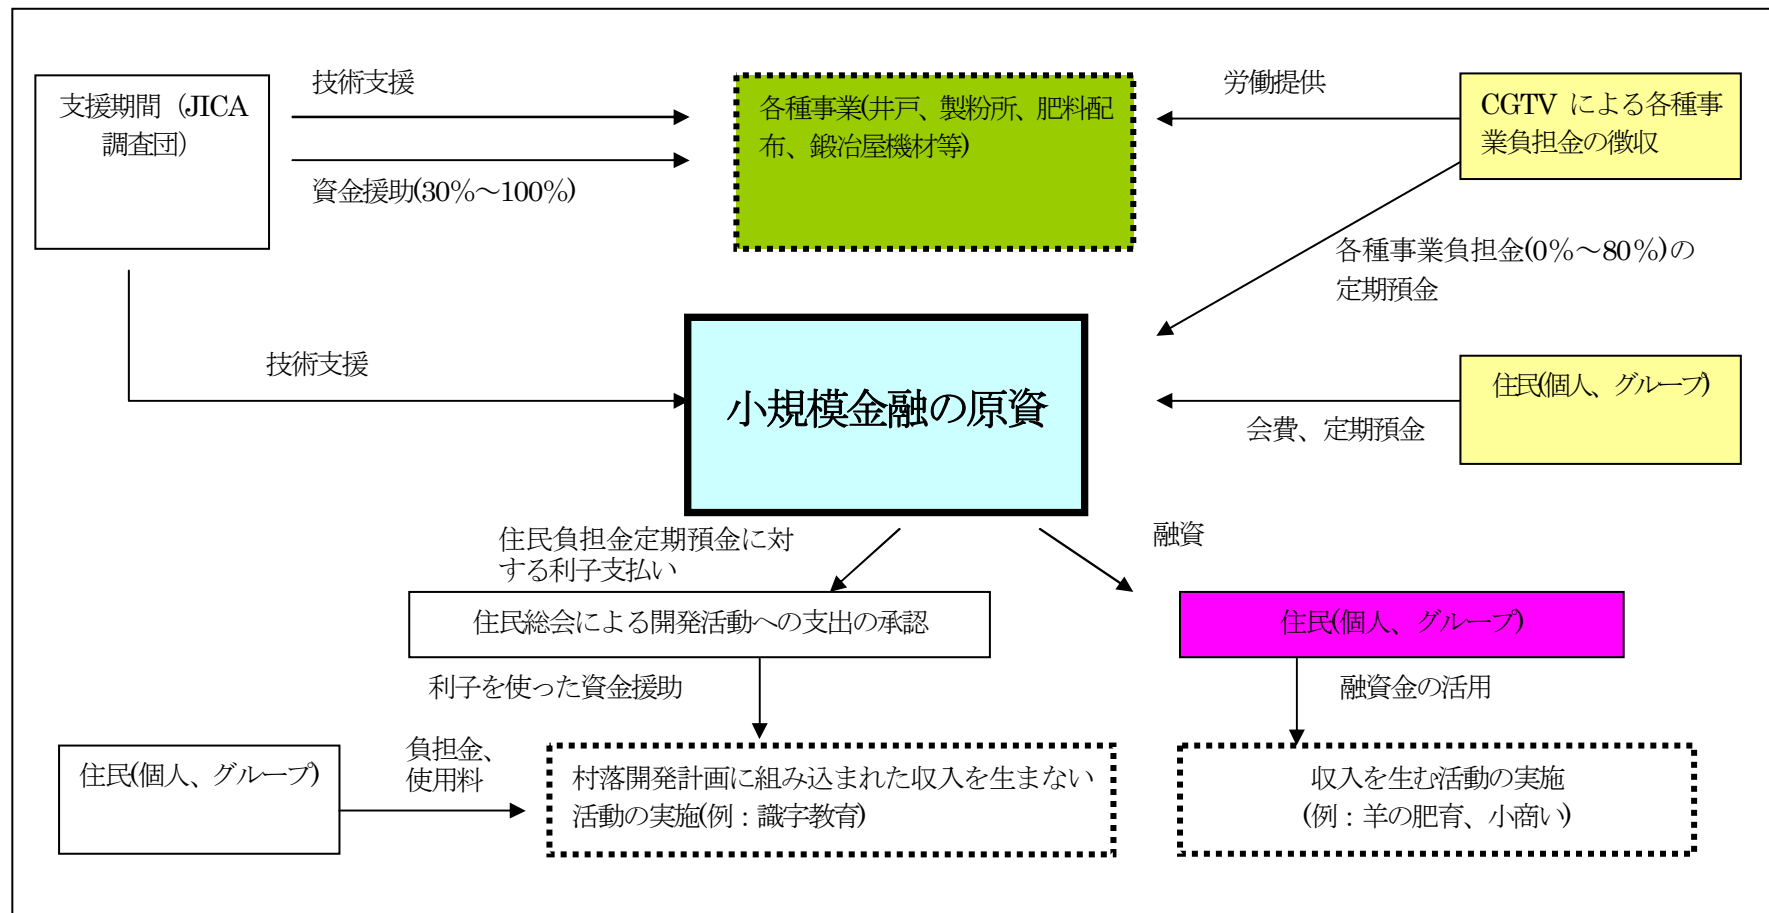 技術支援
支援期間（JICA
調査団）
各種事業(井戸、製粉所、肥料配
布、鍛冶屋機材等)
労働提供
CGTV による各種事
業負担金の徴収
資金援助(30%～100%)
各種事業負担金(0%～80%)の
定期預金
技術支援
小規模金融の原資
住民(個人、グループ)
会費、定期預金
住民負担金定期預金に対
する利子支払い
融資
住民総会による開発活動への支出の承認
住民(個人、グループ)
利子を使った資金援助
融資金の活用
住民(個人、グループ)
負担金、
使用料
村落開発計画に組み込まれた収入を生まない
活動の実施(例：識字教育)
収入を生む活動の実施
(例：羊の肥育、小商い)